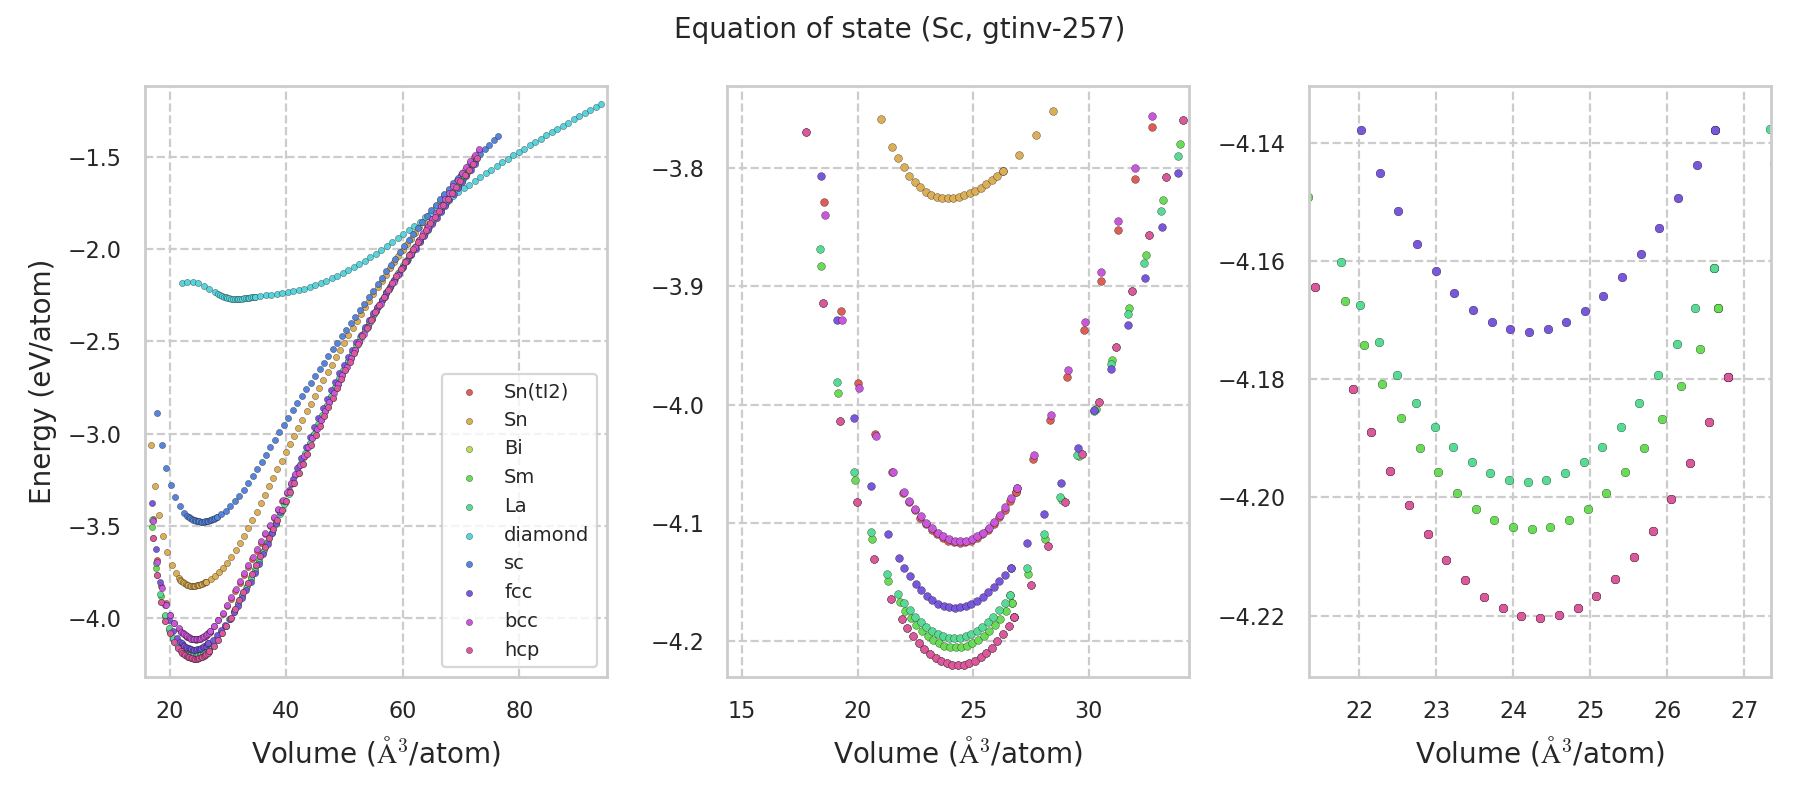 Equation of state (Sc, gtinv-257)
Energy (eV/atom)
−1.5
−2.0
−2.5
−3.0
−3.5
−4.0
20 40 60 80
Volume (Å³/atom)
Sn(tI2)
Sn
Bi
Sm
La
diamond
sc
fcc
bcc
hcp
−3.8
−3.9
−4.0
−4.1
−4.2
15 20 25 30
Volume (Å³/atom)
−4.14
−4.16
−4.18
−4.20
−4.22
22 23 24 25 26 27
Volume (Å³/atom)